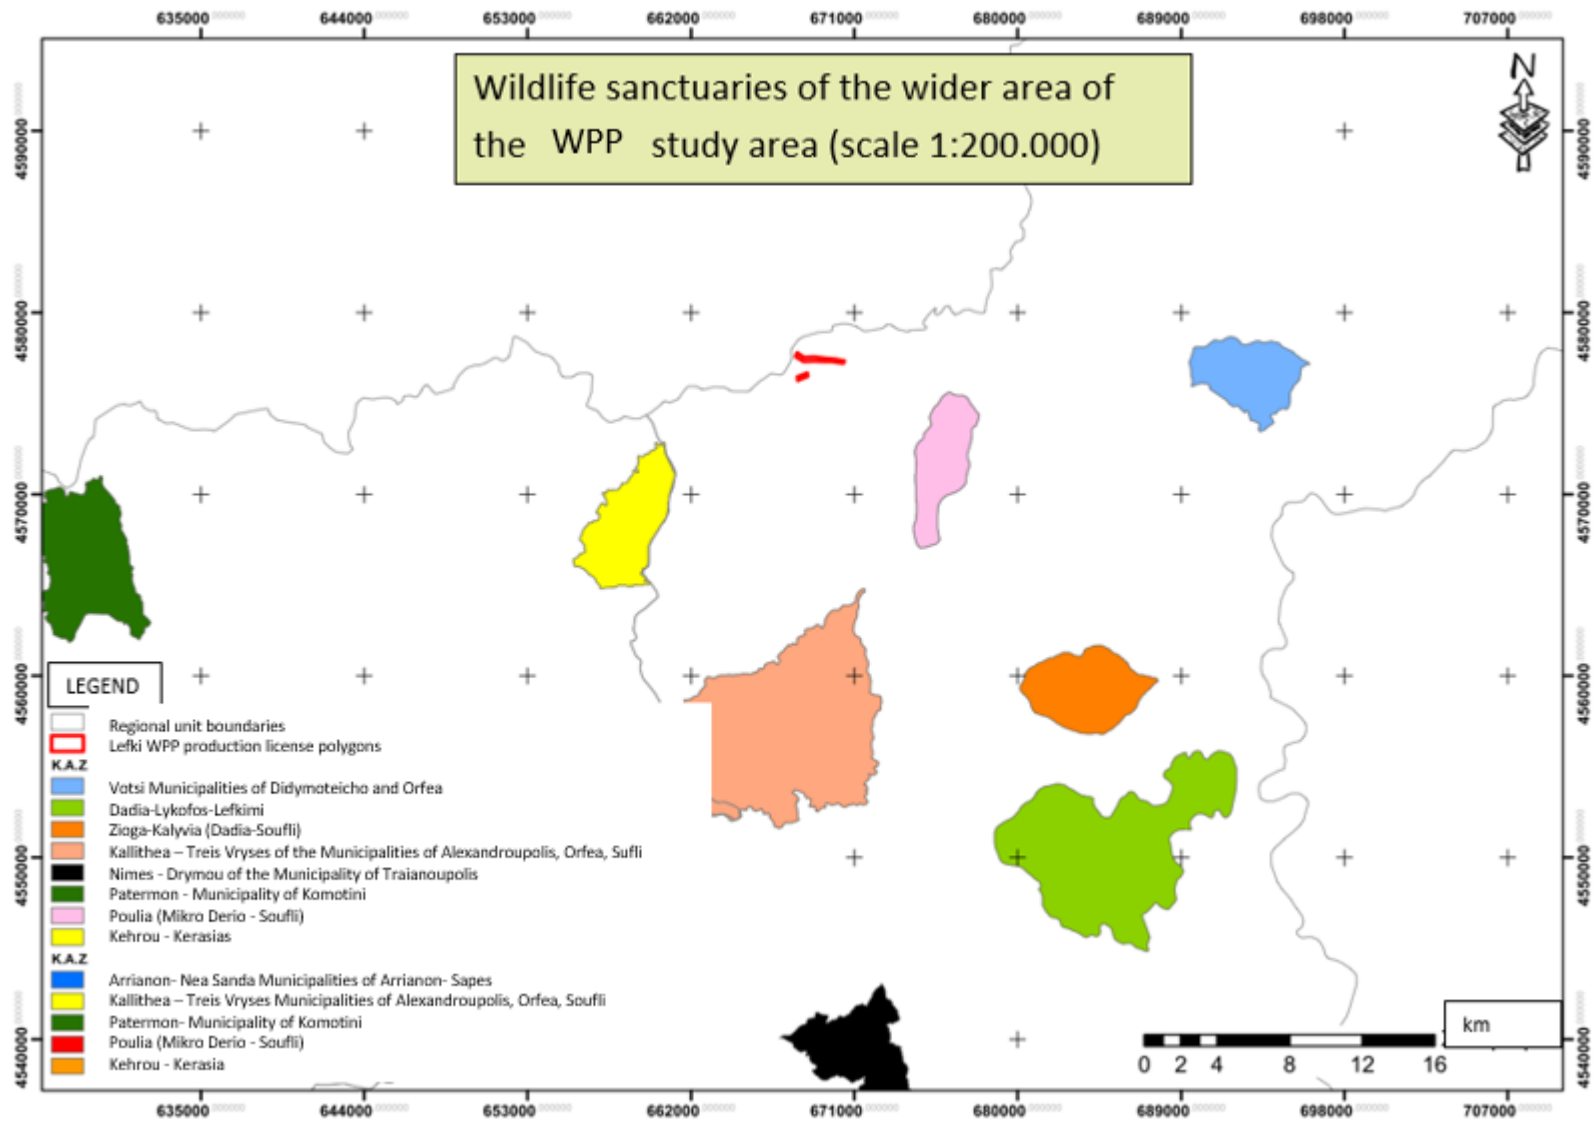 635000 644000 653000 662000 671000 680000 689000 698000 707000
Wildlife sanctuaries of the wider area of
the WPP study area (scale 1:200.000)
N
4590000 4590000
4580000 4580000
4570000 4570000
4560000 4560000
4550000 4550000
4540000 4540000
LEGEND
Regional unit boundaries
Lefki WPP production license polygons
K.A.Z
Votsi Municipalities of Didymoteicho and Orfea
Dadia-Lykofos-Lefkimi
Zioga-Kalyvia (Dadia-Soufli)
Kallithea – Treis Vryses of the Municipalities of Alexandroupolis, Orfea, Sufli
Nimes - Drymou of the Municipality of Traianoupolis
Patermon - Municipality of Komotini
Poulia (Mikro Derio - Soufli)
Kehrou - Kerasias
K.A.Z
Arrianon- Nea Sanda Municipalities of Arrianon- Sapes
Kallithea – Treis Vryses Municipalities of Alexandroupolis, Orfea, Soufli
Patermon- Municipality of Komotini
Poulia (Mikro Derio - Soufli)
Kehrou - Kerasia
km
0 2 4 8 12 16
635000 644000 653000 662000 671000 680000 689000 698000 707000